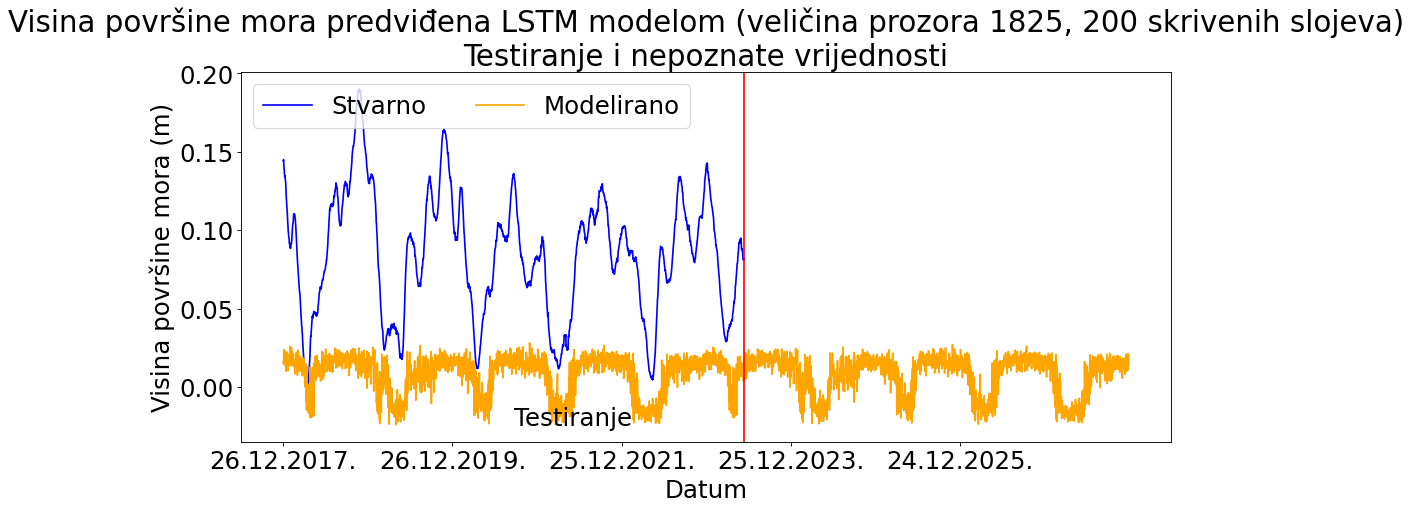 Visina površine mora predviđena LSTM modelom (veličina prozora 1825, 200 skrivenih slojeva)
Testiranje i nepoznate vrijednosti
Stvarno Modelirano
Visina površine mora (m)
0.20
0.15
0.10
0.05
0.00
Testiranje
26.12.2017. 26.12.2019. 25.12.2021. 25.12.2023. 24.12.2025.
Datum